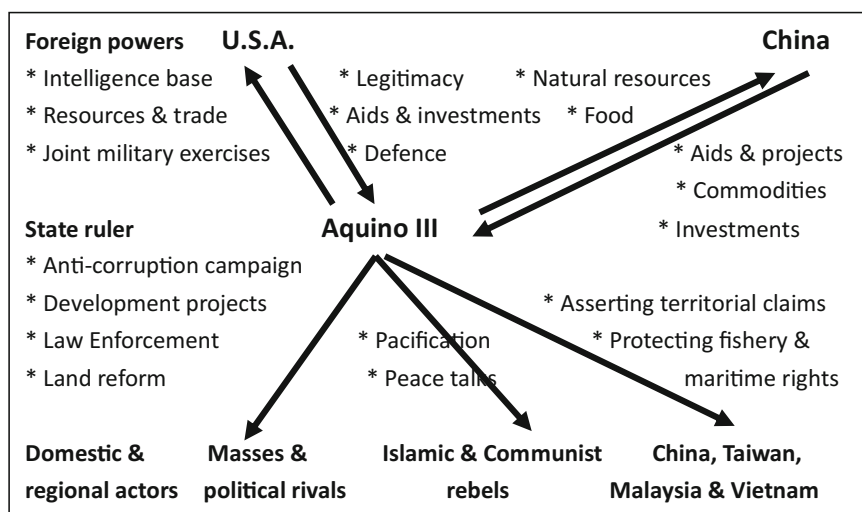 Foreign powers U.S.A. China
* Intelligence base * Legitimacy * Natural resources
* Resources & trade * Aids & investments * Food
* Joint military exercises * Defence * Aids & projects
* Commodities
State ruler Aquino III * Investments
* Anti-corruption campaign
* Development projects * Asserting territorial claims
* Law Enforcement * Pacification * Protecting fishery &
* Land reform * Peace talks maritime rights
Domestic & Masses & Islamic & Communist China, Taiwan,
regional actors political rivals rebels Malaysia & Vietnam